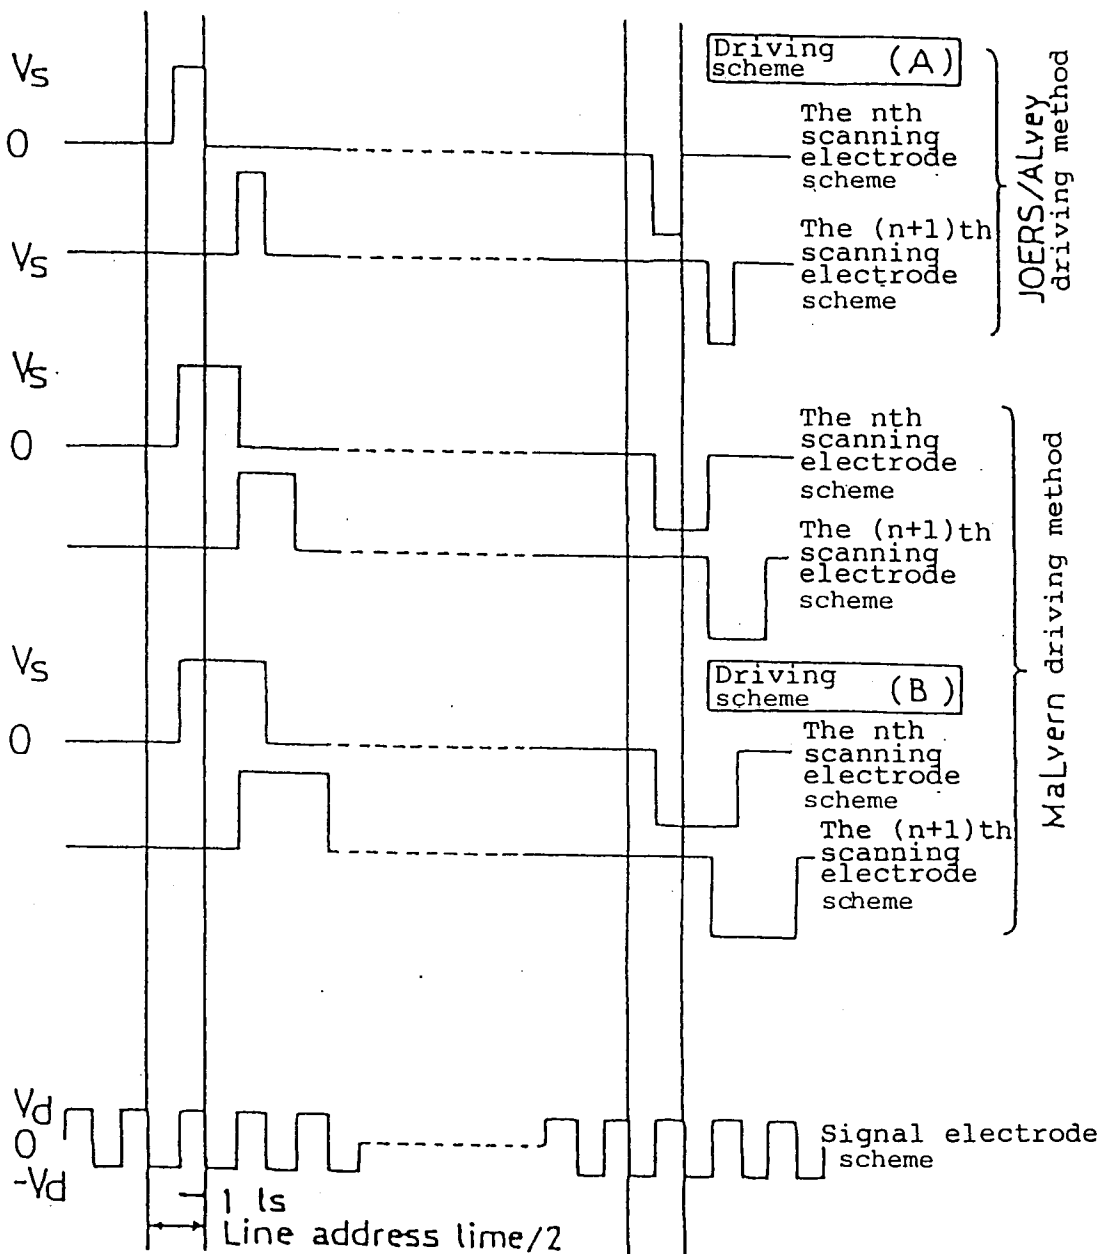 Driving
scheme (A)
Vs
0
The nth
scanning
electrode
scheme
The (n+1)th
Vs
scanning
electrode
scheme
JOERS/ALvey
driving method
Vs
0
The nth
scanning
electrode
scheme
The (n+1)th
scanning
electrode
scheme
MaLvern driving method
Vs
0
Driving
scheme (B)
The nth
scanning
electrode
scheme
The (n+1)th
scanning
electrode
scheme
Vd
0
-Vd
Signal electrode
scheme
1 ts
Line address lime/2